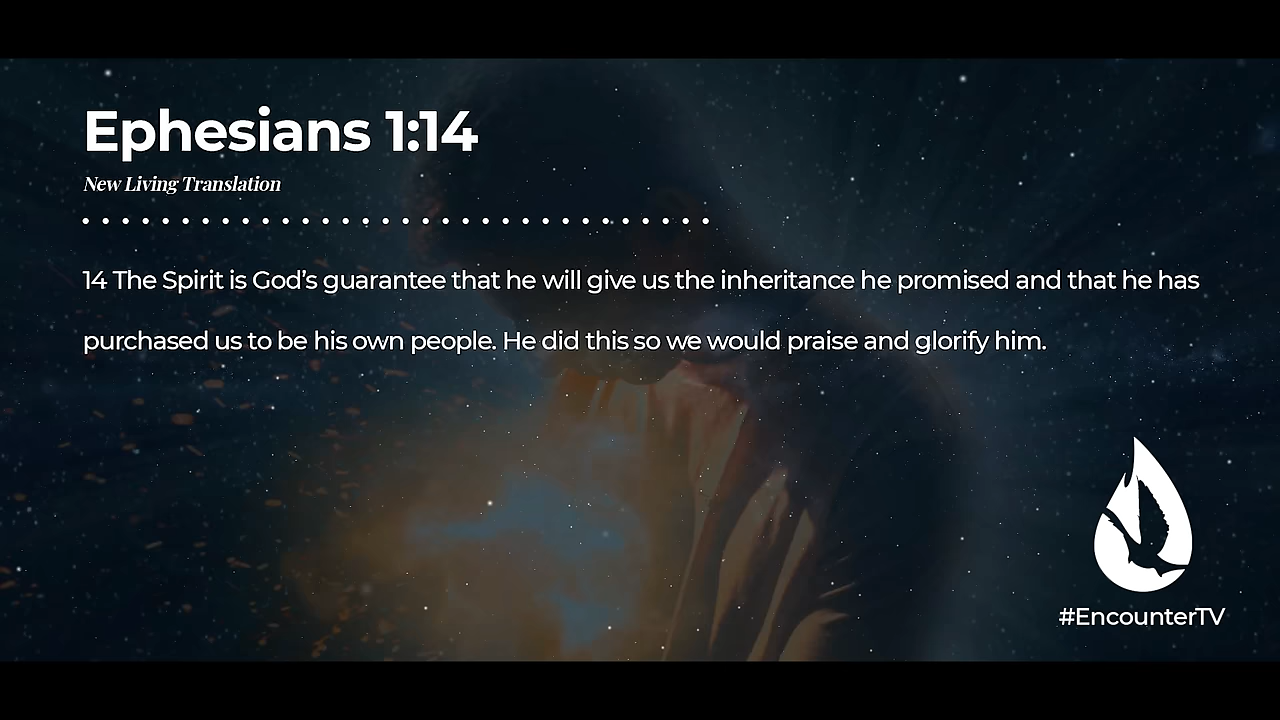 Ephesians 1:14
New Living Translation
14 The Spirit is God’s guarantee that he will give us the inheritance he promised and that he has
purchased us to be his own people. He did this so we would praise and glorify him.
#EncounterTV